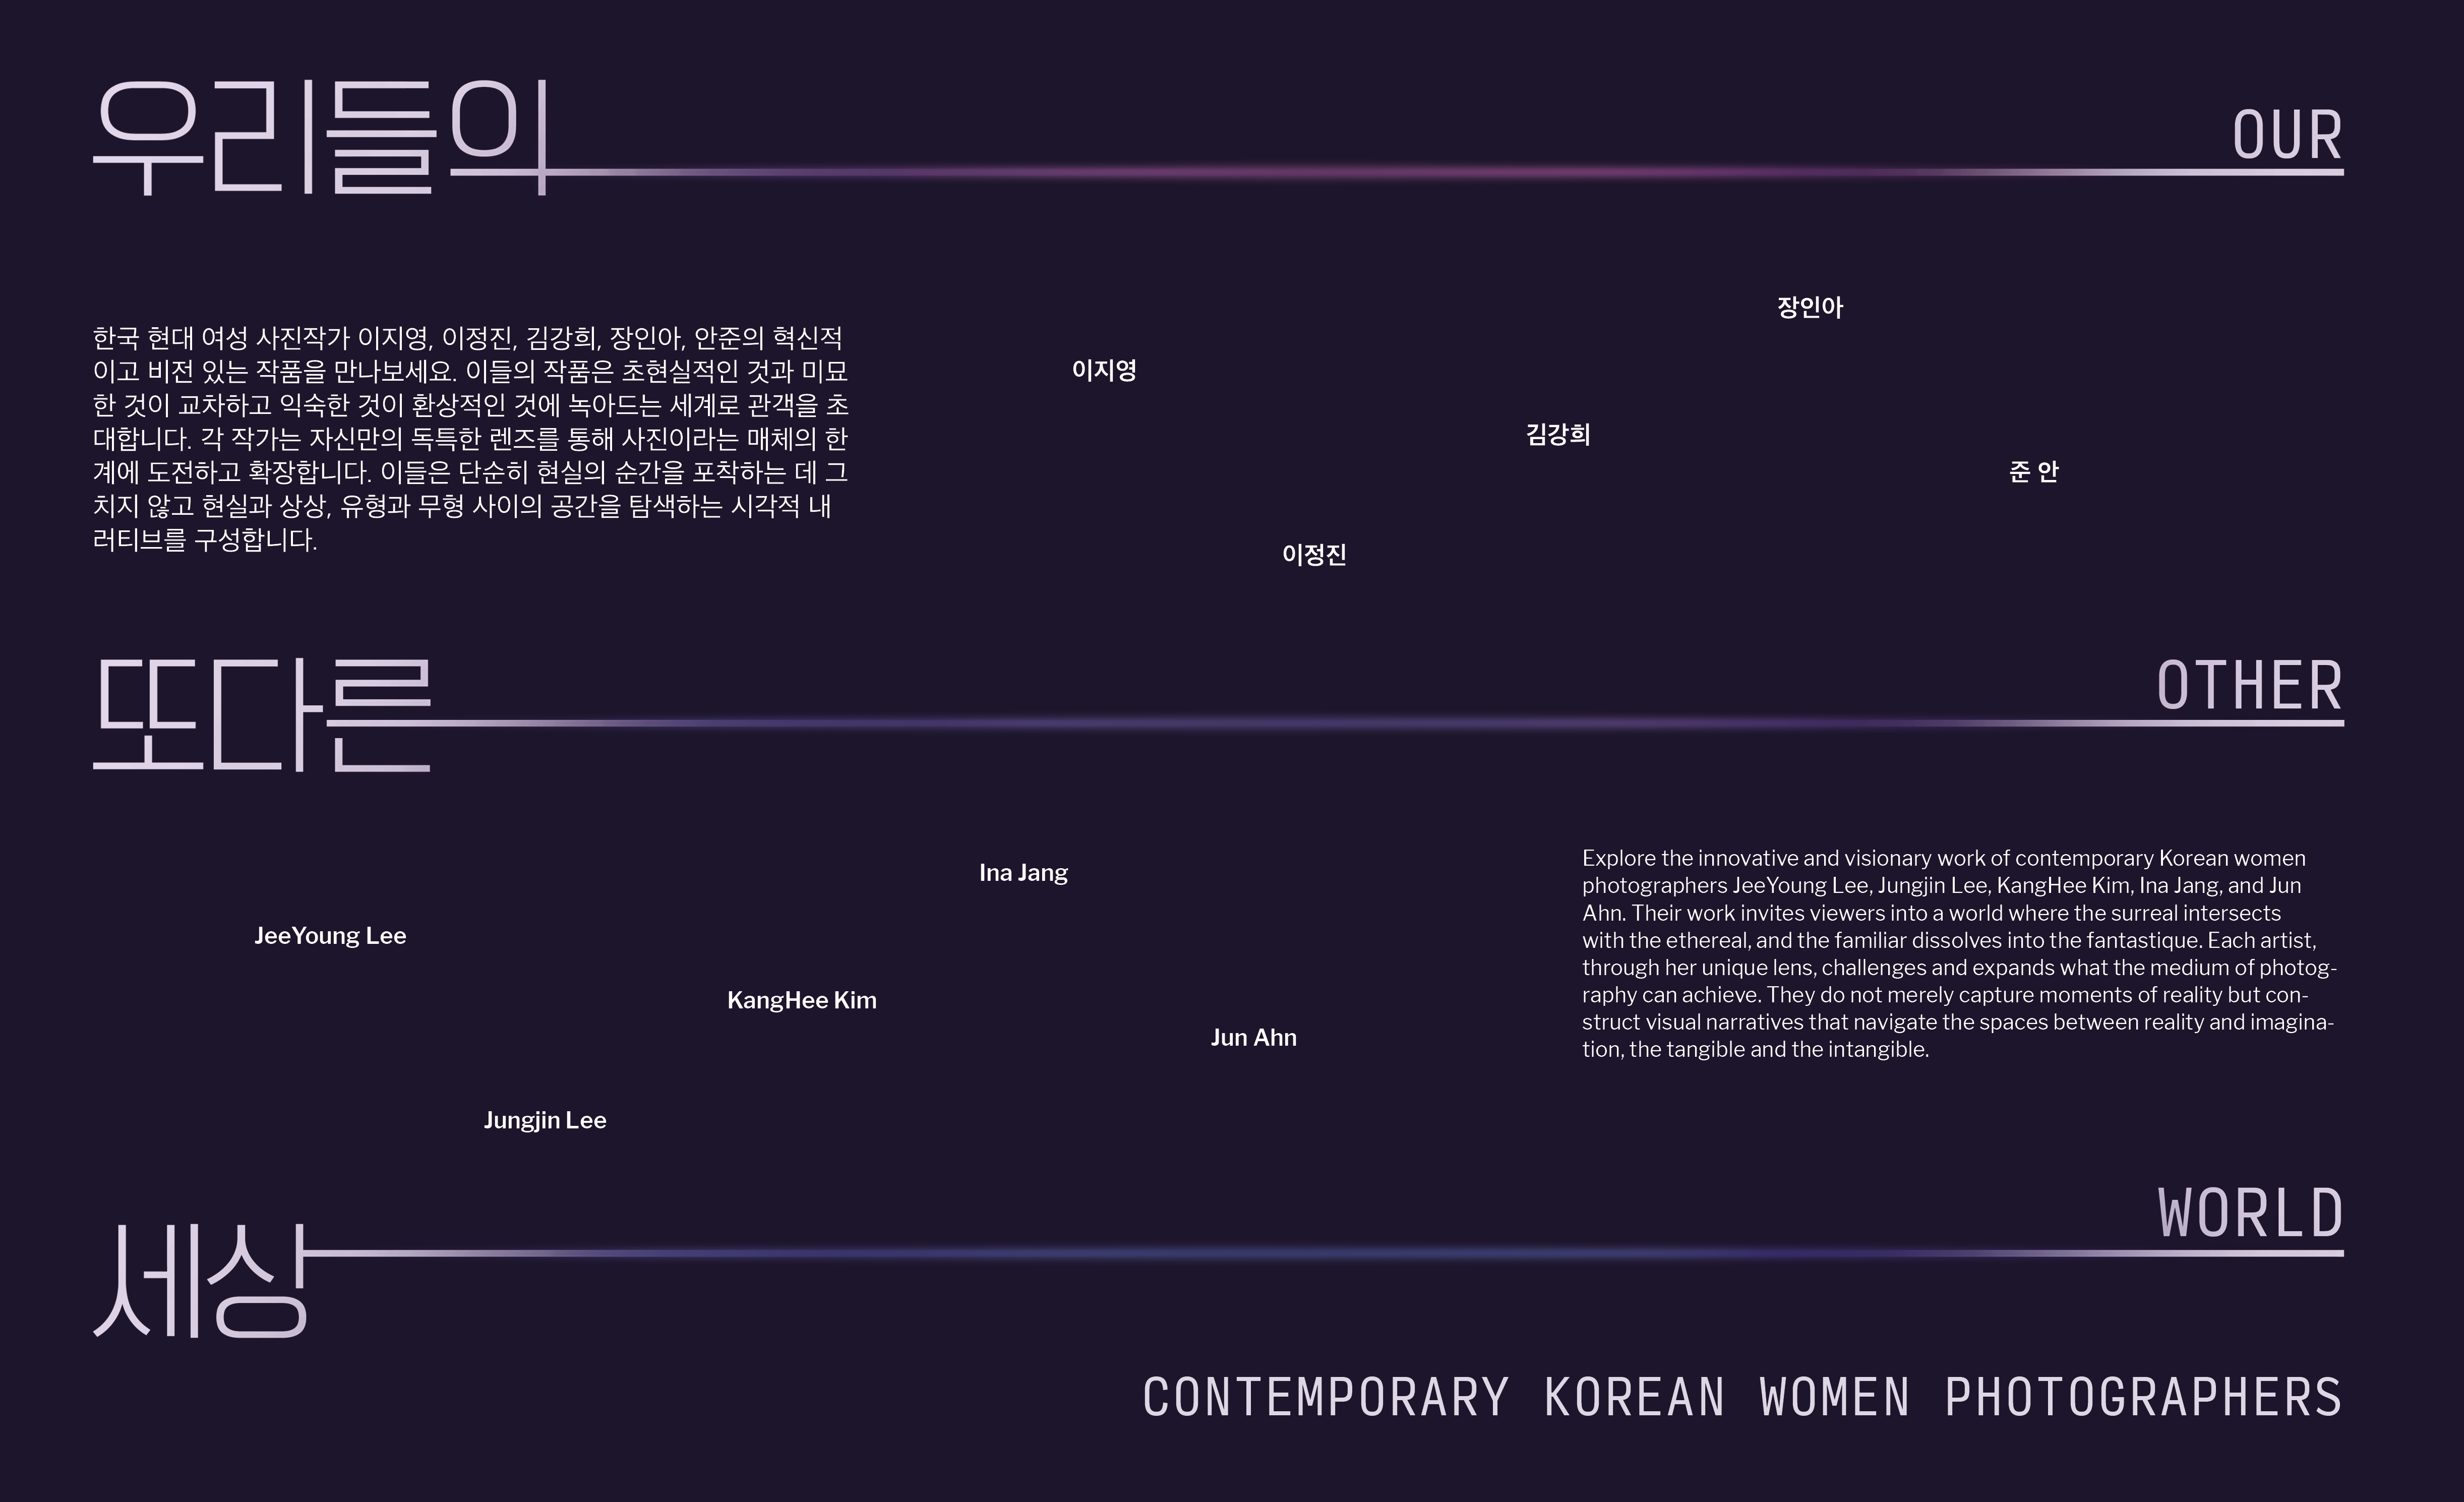 우리들의
OUR
한국 현대 여성 사진작가 이지영, 이정진, 김강희, 장인아, 안준의 혁신적
이고 비전 있는 작품을 만나보세요. 이들의 작품은 초현실적인 것과 미묘
한 것이 교차하고 익숙한 것이 환상적인 것에 녹아드는 세계로 관객을 초
대합니다. 각 작가는 자신만의 독특한 렌즈를 통해 사진이라는 매체의 한
계에 도전하고 확장합니다. 이들은 단순히 현실의 순간을 포착하는 데 그
치지 않고 현실과 상상, 유형과 무형 사이의 공간을 탐색하는 시각적 내
러티브를 구성합니다.
장인아
이지영
김강희
준 안
이정진
또다른
OTHER
Ina Jang
JeeYoung Lee
KangHee Kim
Jun Ahn
Jungjin Lee
Explore the innovative and visionary work of contemporary Korean women
photographers JeeYoung Lee, Jungjin Lee, KangHee Kim, Ina Jang, and Jun
Ahn. Their work invites viewers into a world where the surreal intersects
with the ethereal, and the familiar dissolves into the fantastique. Each artist,
through her unique lens, challenges and expands what the medium of photog-
raphy can achieve. They do not merely capture moments of reality but con-
struct visual narratives that navigate the spaces between reality and imagina-
tion, the tangible and the intangible.
세상
WORLD
CONTEMPORARY KOREAN WOMEN PHOTOGRAPHERS